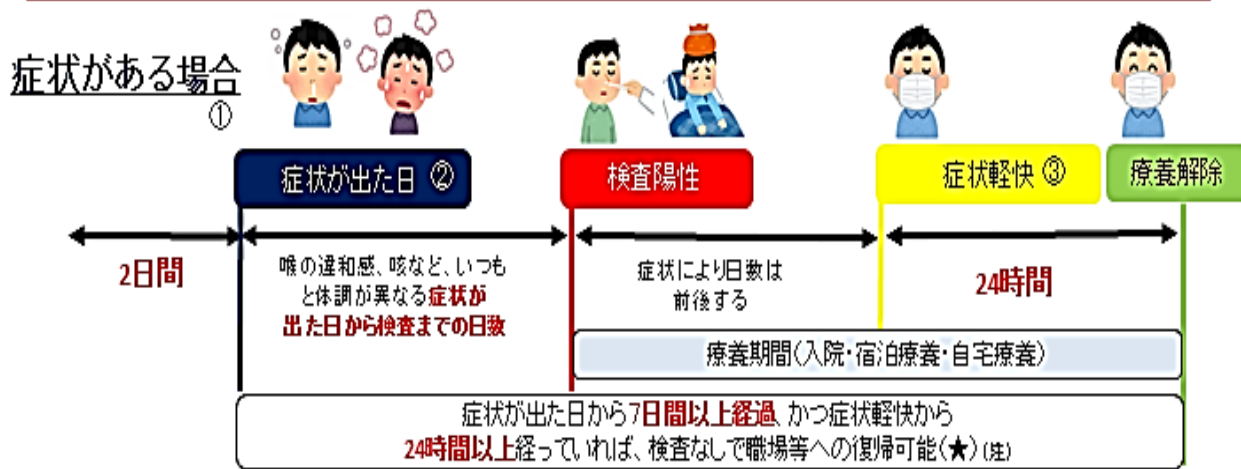 症状がある場合
①
症状が出た日 ②
検査陽性
症状軽快 ③
療養解除
2日間
喉の違和感、咳など、いつも
と体調が異なる症状が
出た日から検査までの日数
症状により日数は
前後する
24時間
療養期間(入院・宿泊療養・自宅療養)
症状が出た日から7日間以上経過、かつ症状軽快から
24時間以上経っていれば、検査なしで職場等への復帰可能(★)(注)